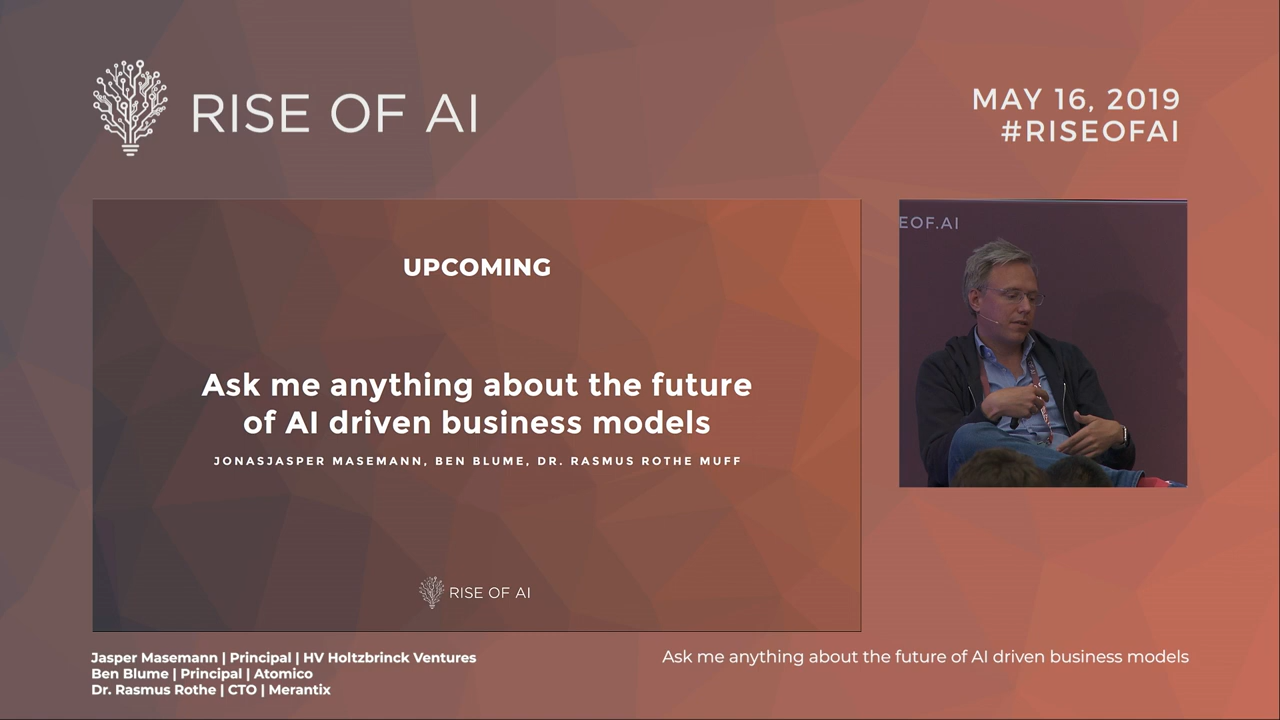 RISE OF AI
MAY 16, 2019
#RISEOFAI
UPCOMING
Ask me anything about the future
of AI driven business models
JONASJASPER MASEMANN, BEN BLUME, DR. RASMUS ROTHE MUFF
RISE OF AI
EOF.AI
Jasper Masemann | Principal | HV Holtzbrinck Ventures
Ben Blume | Principal | Atomico
Dr. Rasmus Rothe | CTO | Merantix
Ask me anything about the future of AI driven business models